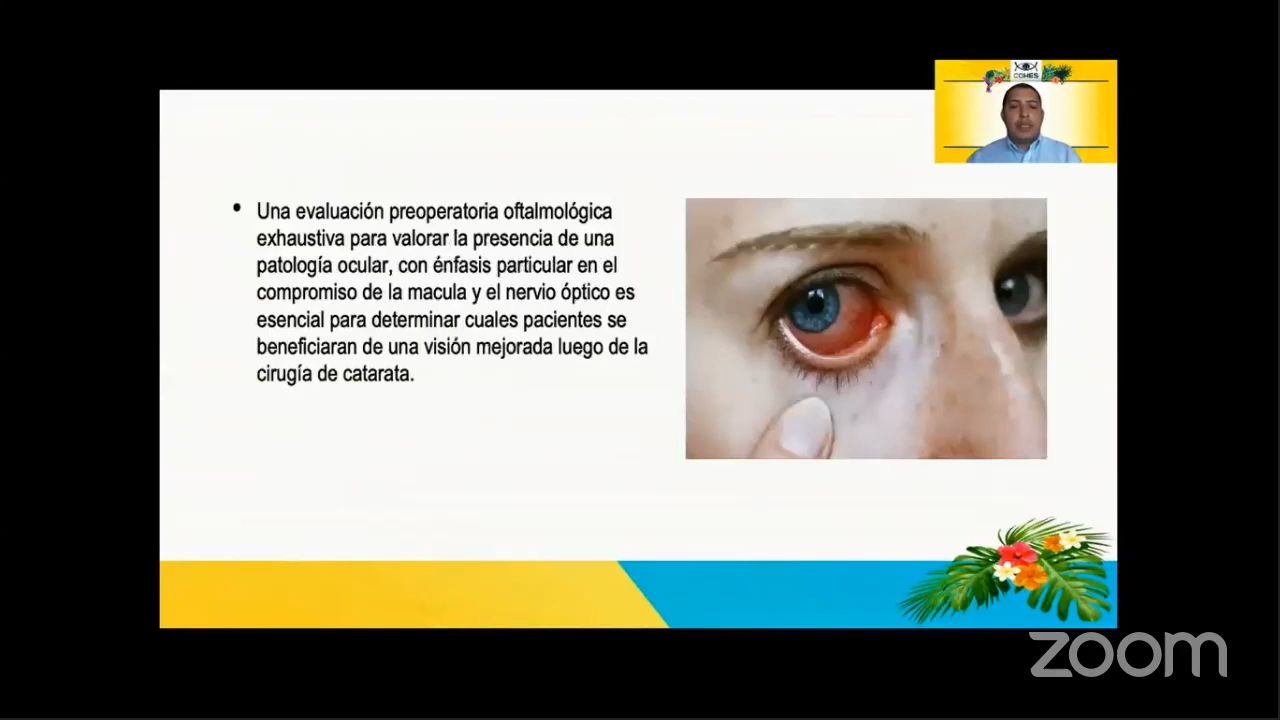 COHES
• Una evaluación preoperatoria oftalmológica
exhaustiva para valorar la presencia de una
patología ocular, con énfasis particular en el
compromiso de la macula y el nervio óptico es
esencial para determinar cuales pacientes se
beneficiaran de una visión mejorada luego de la
cirugía de catarata.
zoom